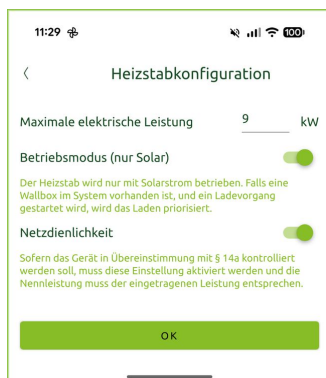 11:29
100
Heizstabkonfiguration
Maximale elektrische Leistung 9 kW
Betriebsmodus (nur Solar)
Der Heizstab wird nur mit Solarstrom betrieben. Falls eine
Wallbox im System vorhanden ist, und ein Ladevorgang
gestartet wird, wird das Laden priorisiert.
Netzdienlichkeit
Sofern das Gerät in Übereinstimmung mit § 14a kontrolliert
werden soll, muss diese Einstellung aktiviert werden und die
Nennleistung muss der eingetragenen Leistung entsprechen.
OK